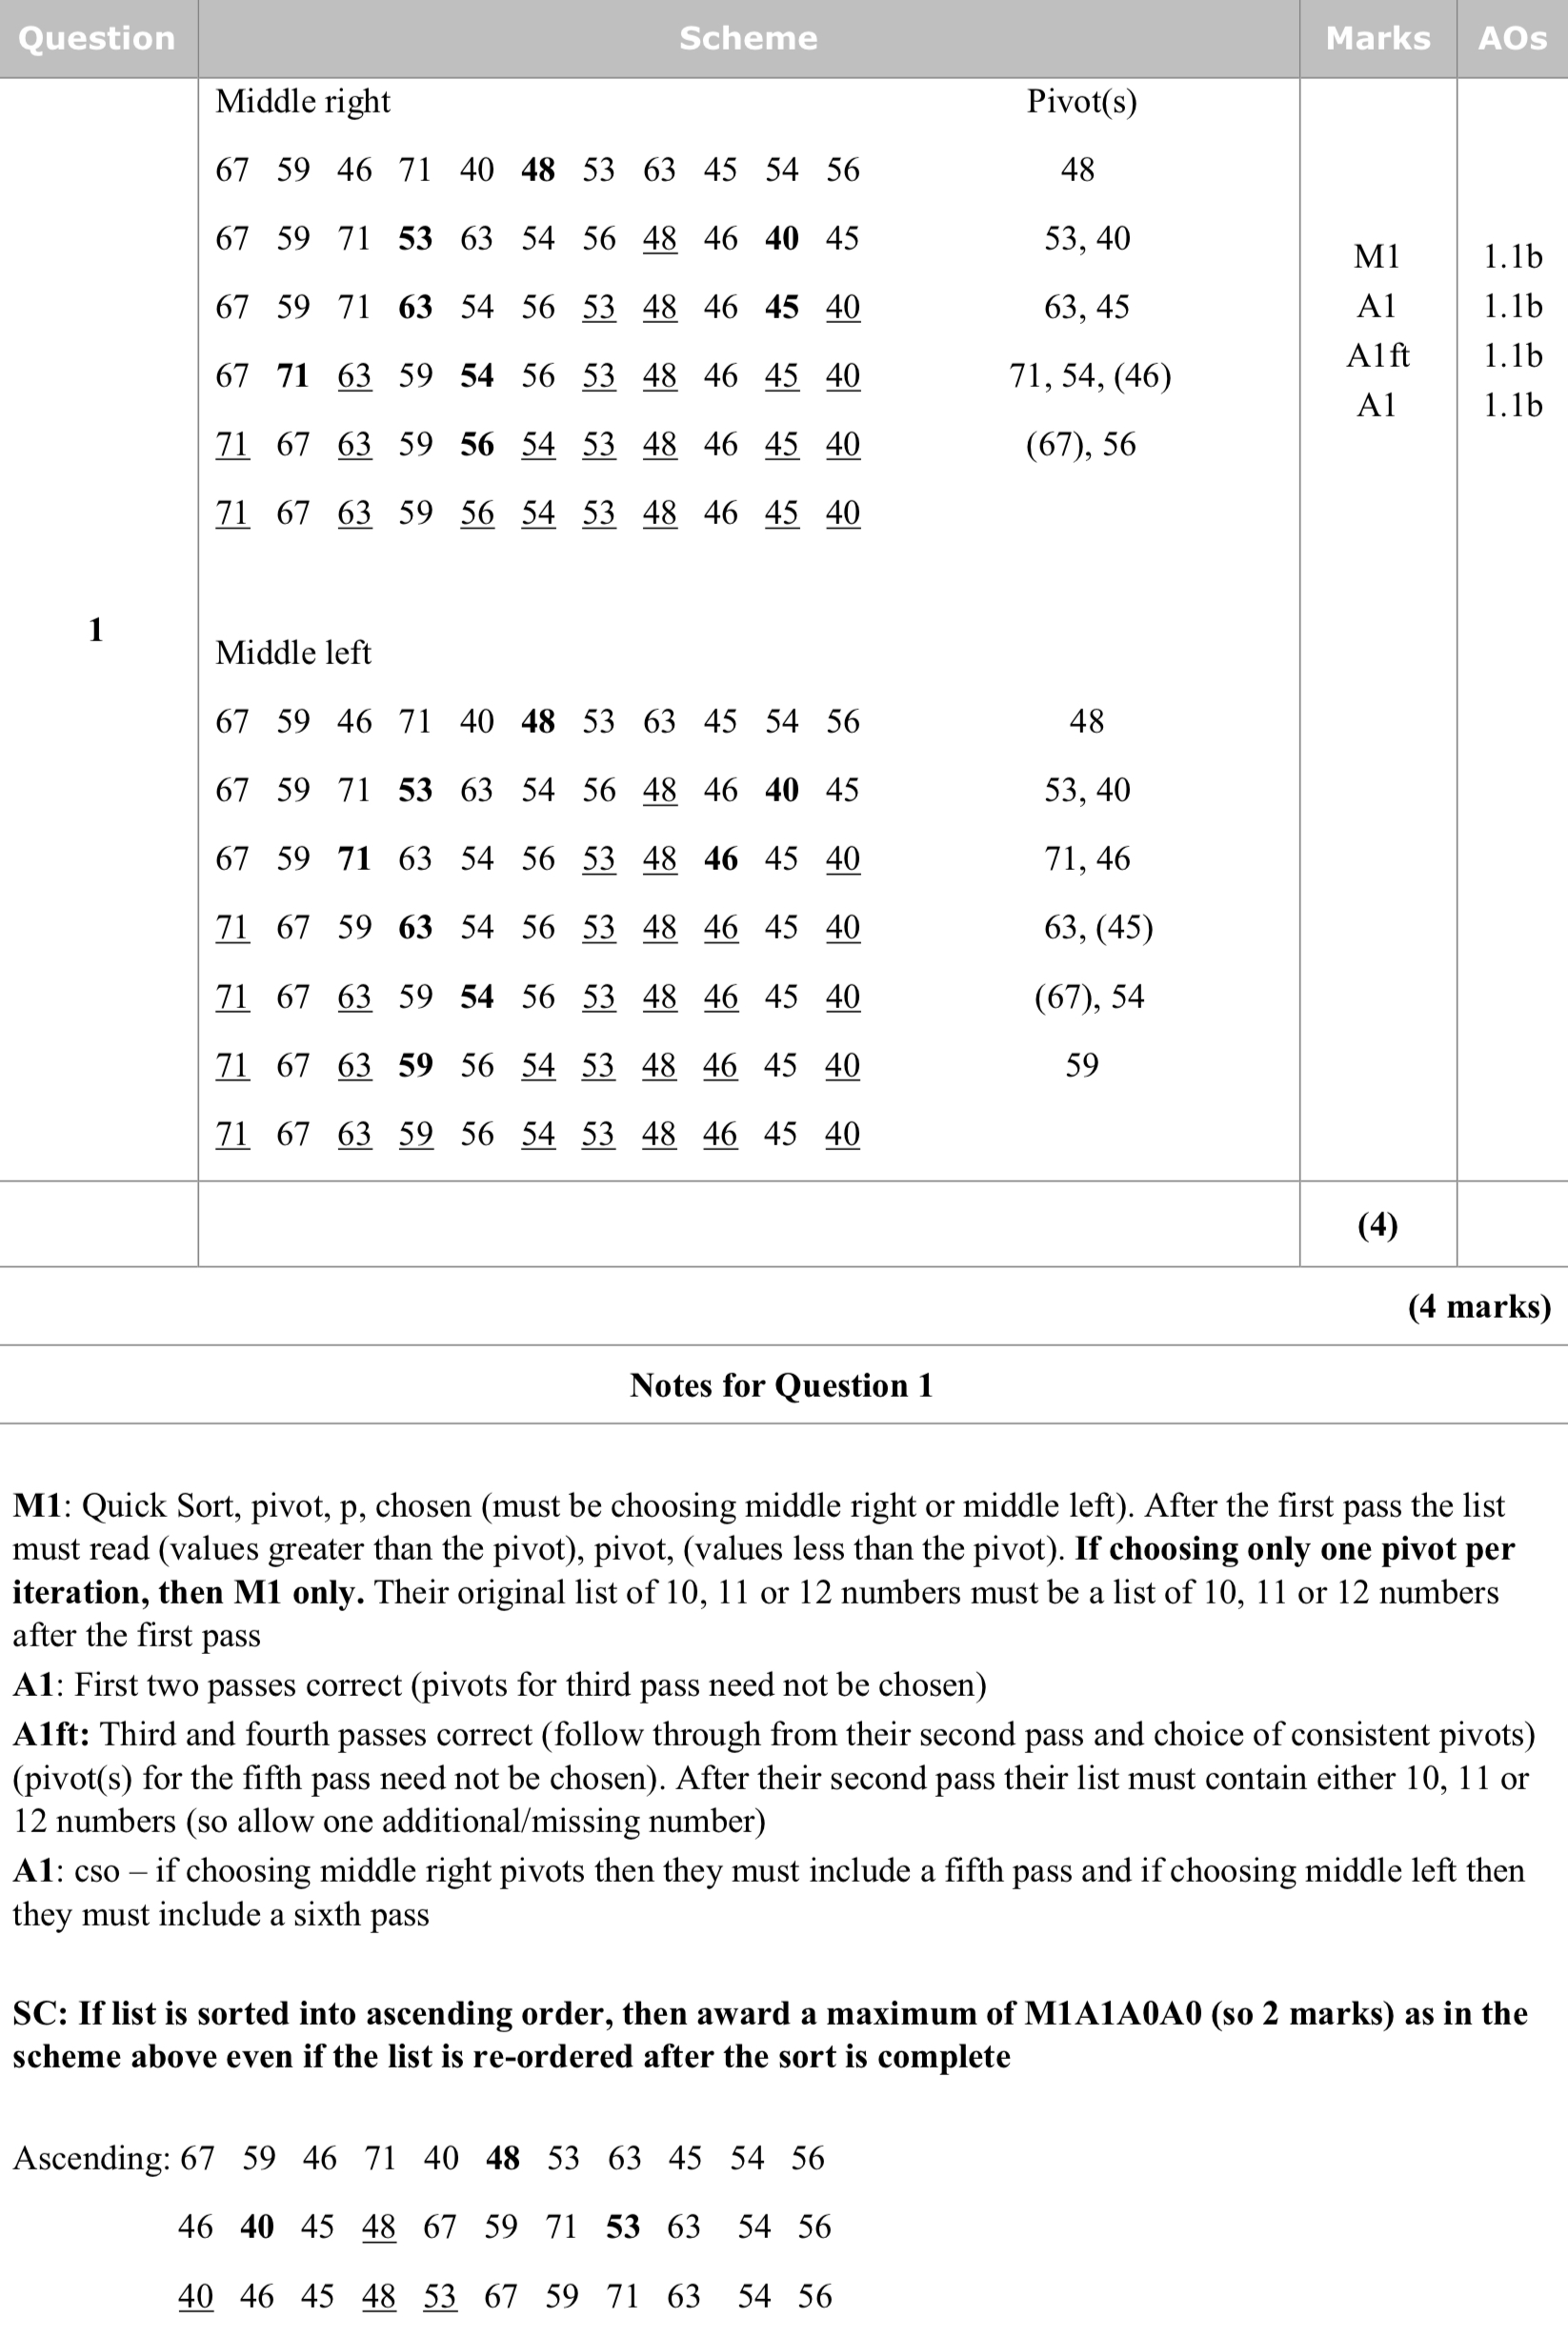 Question Scheme Marks AOs
Middle right Pivot(s)
67 59 46 71 40 48 53 63 45 54 56 48
67 59 71 53 63 54 56 48 46 40 45 53, 40
M1 1.1b
67 59 71 63 54 56 53 48 46 45 40 63, 45
A1 1.1b
A1ft 1.1b
67 71 63 59 54 56 53 48 46 45 40 71, 54, (46)
A1 1.1b
71 67 63 59 56 54 53 48 46 45 40 (67), 56
71 67 63 59 56 54 53 48 46 45 40
1
Middle left
67 59 46 71 40 48 53 63 45 54 56 48
67 59 71 53 63 54 56 48 46 40 45 53, 40
67 59 71 63 54 56 53 48 46 45 40 71, 46
71 67 59 63 54 56 53 48 46 45 40 63, (45)
71 67 63 59 54 56 53 48 46 45 40 (67), 54
71 67 63 59 56 54 53 48 46 45 40 59
71 67 63 59 56 54 53 48 46 45 40
(4)
(4 marks)
Notes for Question 1
M1: Quick Sort, pivot, p, chosen (must be choosing middle right or middle left). After the first pass the list
must read (values greater than the pivot), pivot, (values less than the pivot). If choosing only one pivot per
iteration, then M1 only. Their original list of 10, 11 or 12 numbers must be a list of 10, 11 or 12 numbers
after the first pass
A1: First two passes correct (pivots for third pass need not be chosen)
A1ft: Third and fourth passes correct (follow through from their second pass and choice of consistent pivots)
(pivot(s) for the fifth pass need not be chosen). After their second pass their list must contain either 10, 11 or
12 numbers (so allow one additional/missing number)
A1: cso – if choosing middle right pivots then they must include a fifth pass and if choosing middle left then
they must include a sixth pass
SC: If list is sorted into ascending order, then award a maximum of M1A1A0A0 (so 2 marks) as in the
scheme above even if the list is re-ordered after the sort is complete
Ascending: 67 59 46 71 40 48 53 63 45 54 56
46 40 45 48 67 59 71 53 63 54 56
40 46 45 48 53 67 59 71 63 54 56